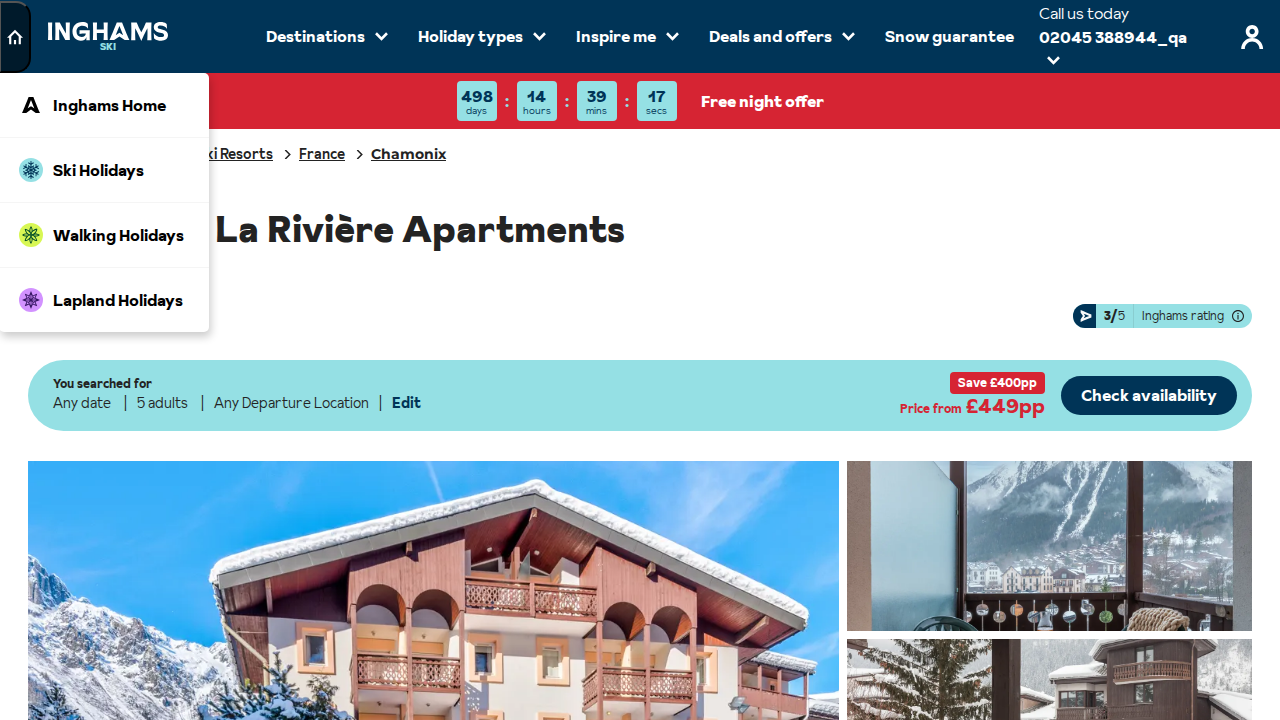 INGHAMS
SKI
Destinations
Holiday types
Inspire me
Deals and offers
Snow guarantee
Call us today
02045 388944_qa
Inghams Home
Ski Holidays
Walking Holidays
Lapland Holidays
498 : 14 : 39 : 17
days hours mins secs
Free night offer
ki Resorts > France > Chamonix
La Rivière Apartments
3/5 Inghams rating
You searched for
Any date | 5 adults | Any Departure Location | Edit
Save £400pp
Price from £449pp
Check availability